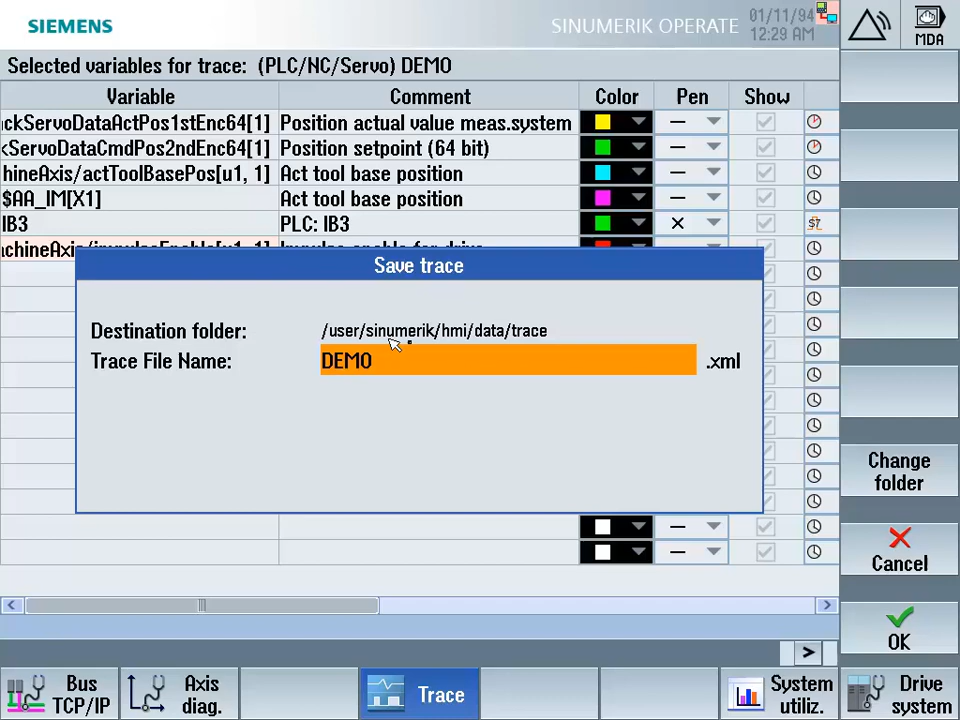 SIEMENS
SINUMERIK OPERATE
01/11/94
12:29 AM
MDA
Selected variables for trace: (PLC/NC/Servo) DEMO
Variable Comment Color Pen Show
ckServoDataActPos1stEnc64[1] Position actual value meas.system
kServoDataCmdPos2ndEnc64[1] Position setpoint (64 bit)
hineAxis/actToolBasePos[u1, 1] Act tool base position
$AA_IM[X1] Act tool base position
IB3 PLC: IB3
Save trace
Destination folder: /user/sinumerik/hmi/data/trace
Trace File Name: DEMO .xml
Change
folder
Cancel
OK
>
Bus
TCP/IP
Axis
diag.
Trace
System
utiliz.
Drive
system